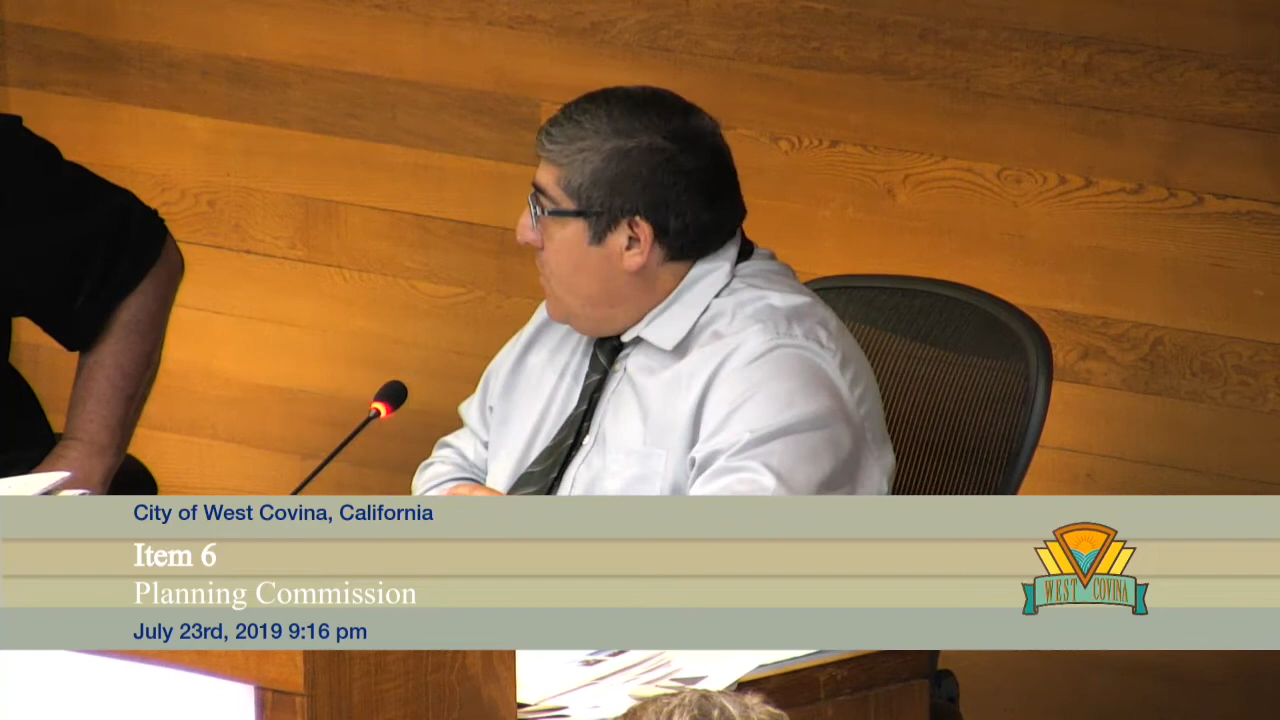 City of West Covina, California
Item 6
Planning Commission
July 23rd, 2019 9:16 pm
WEST COVINA